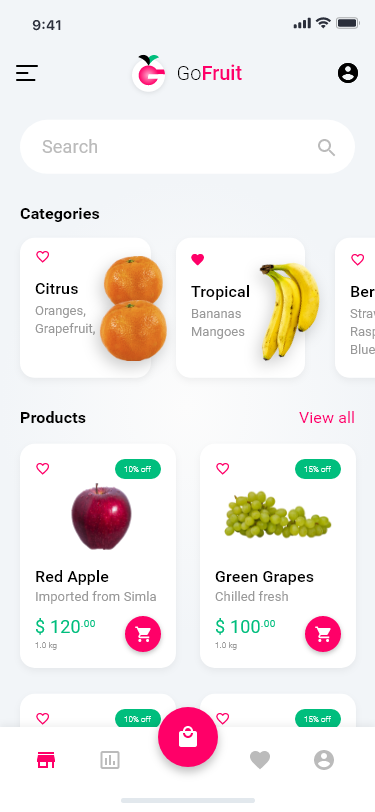 9:41
GoFruit
Search
Categories
Citrus
Oranges,
Grapefruit,
Tropical
Bananas
Mangoes
Ber
Straw
Rasp
Blue
Products
View all
10% off
Red Apple
Imported from Simla
$ 120.00
1.0 kg
15% off
Green Grapes
Chilled fresh
$ 100.00
1.0 kg
10% off
15% off